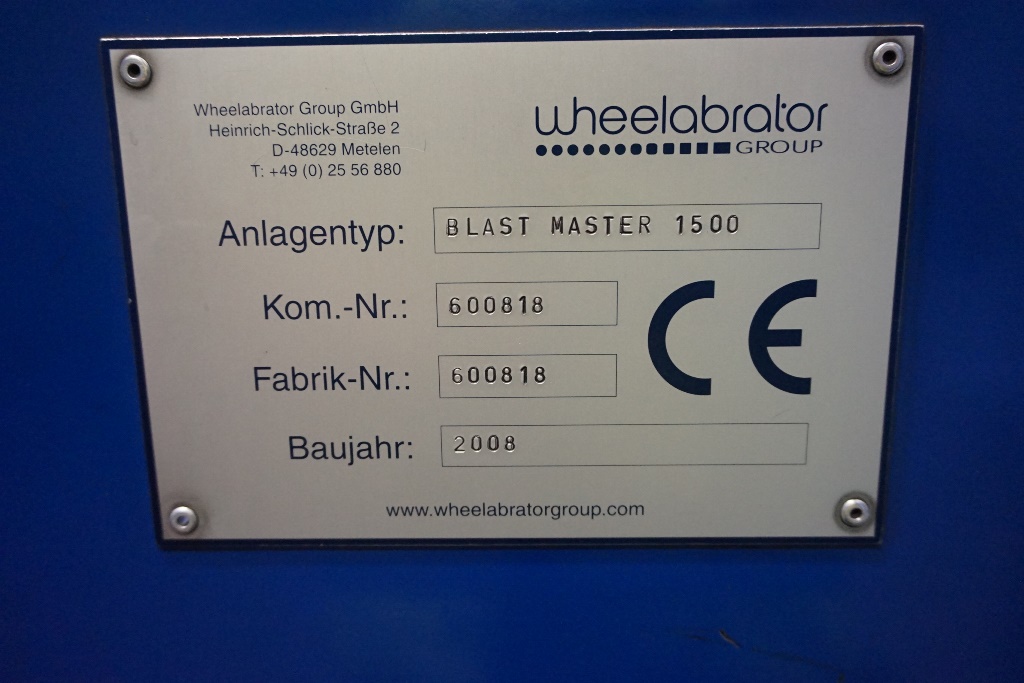 Wheelabrator Group GmbH
Heinrich-Schlick-Straße 2
D-48629 Metelen
T: +49 (0) 25 56 880
wheelabrator
GROUP
Anlagentyp: BLAST MASTER 1500
Kom.-Nr.: 600818
CE
Fabrik-Nr.: 600818
Baujahr: 2008
www.wheelabratorgroup.com